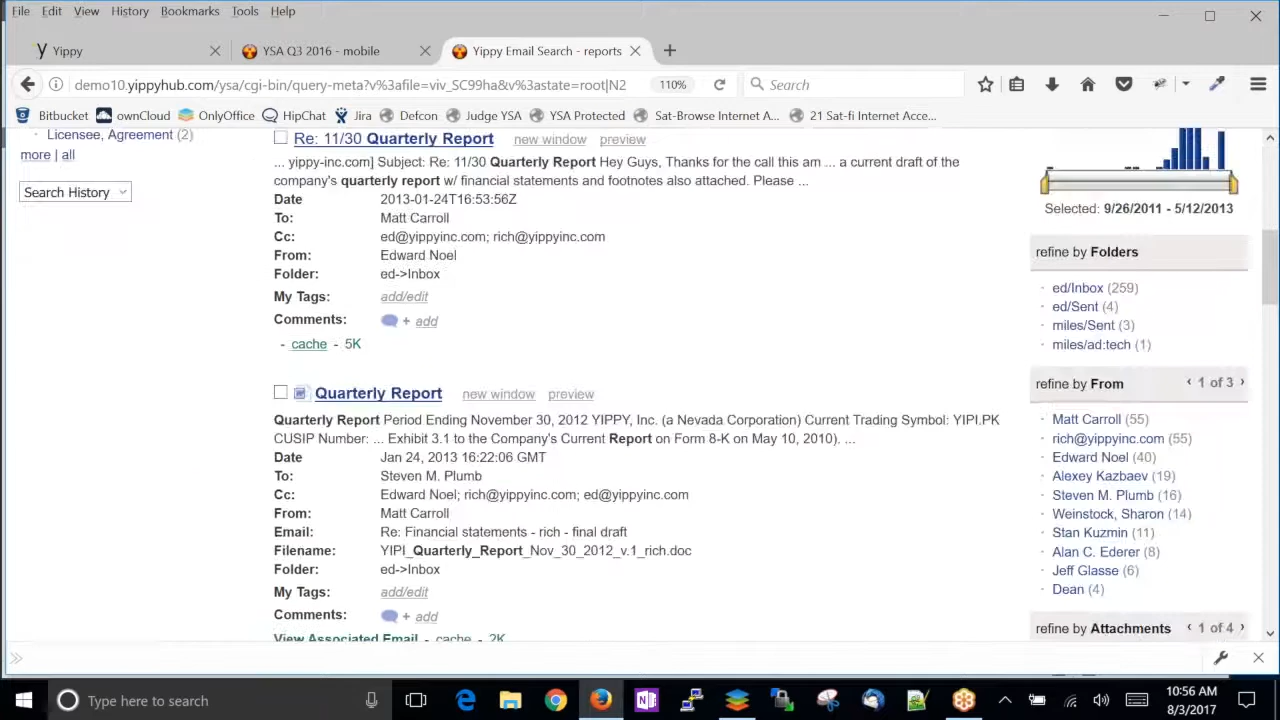 File Edit View History Bookmarks Tools Help
Yippy
YSA Q3 2016 - mobile
Yippy Email Search - reports
demo10.yippyhub.com/ysa/cgi-bin/query-meta?v%3afile=viv_SC99ha&v%3astate=root|N2
110%
Search
Bitbucket ownCloud OnlyOffice HipChat Jira Defcon Judge YSA YSA Protected Sat-Browse Internet A... 21 Sat-fi Internet Acce...
Licensee, Agreement (2)
more | all
Search History
Re: 11/30 Quarterly Report new window preview
... yippy-inc.com] Subject: Re: 11/30 Quarterly Report Hey Guys, Thanks for the call this am ... a current draft of the
company's quarterly report w/ financial statements and footnotes also attached. Please ...
Date 2013-01-24T16:53:56Z
To: Matt Carroll
Cc: ed@yippyinc.com; rich@yippyinc.com
From: Edward Noel
Folder: ed->Inbox
My Tags: add/edit
Comments: + add
- cache - 5K
Quarterly Report new window preview
Quarterly Report Period Ending November 30, 2012 YIPPY, Inc. (a Nevada Corporation) Current Trading Symbol: YIPI.PK
CUSIP Number: ... Exhibit 3.1 to the Company's Current Report on Form 8-K on May 10, 2010). ...
Date Jan 24, 2013 16:22:06 GMT
To: Steven M. Plumb
Cc: Edward Noel; rich@yippyinc.com; ed@yippyinc.com
From: Matt Carroll
Email: Re: Financial statements - rich - final draft
Filename: YIPI_Quarterly_Report_Nov_30_2012_v.1_rich.doc
Folder: ed->Inbox
My Tags: add/edit
Comments: + add
View Associated Email - cache - 2K
Selected: 9/26/2011 - 5/12/2013
refine by Folders
ed/Inbox (259)
ed/Sent (4)
miles/Sent (3)
miles/ad:tech (1)
refine by From ‹ 1 of 3 ›
Matt Carroll (55)
rich@yippyinc.com (55)
Edward Noel (40)
Alexey Kazbaev (19)
Steven M. Plumb (16)
Weinstock, Sharon (14)
Stan Kuzmin (11)
Alan C. Ederer (8)
Jeff Glasse (6)
Dean (4)
refine by Attachments ‹ 1 of 4 ›
Type here to search
10:56 AM
8/3/2017